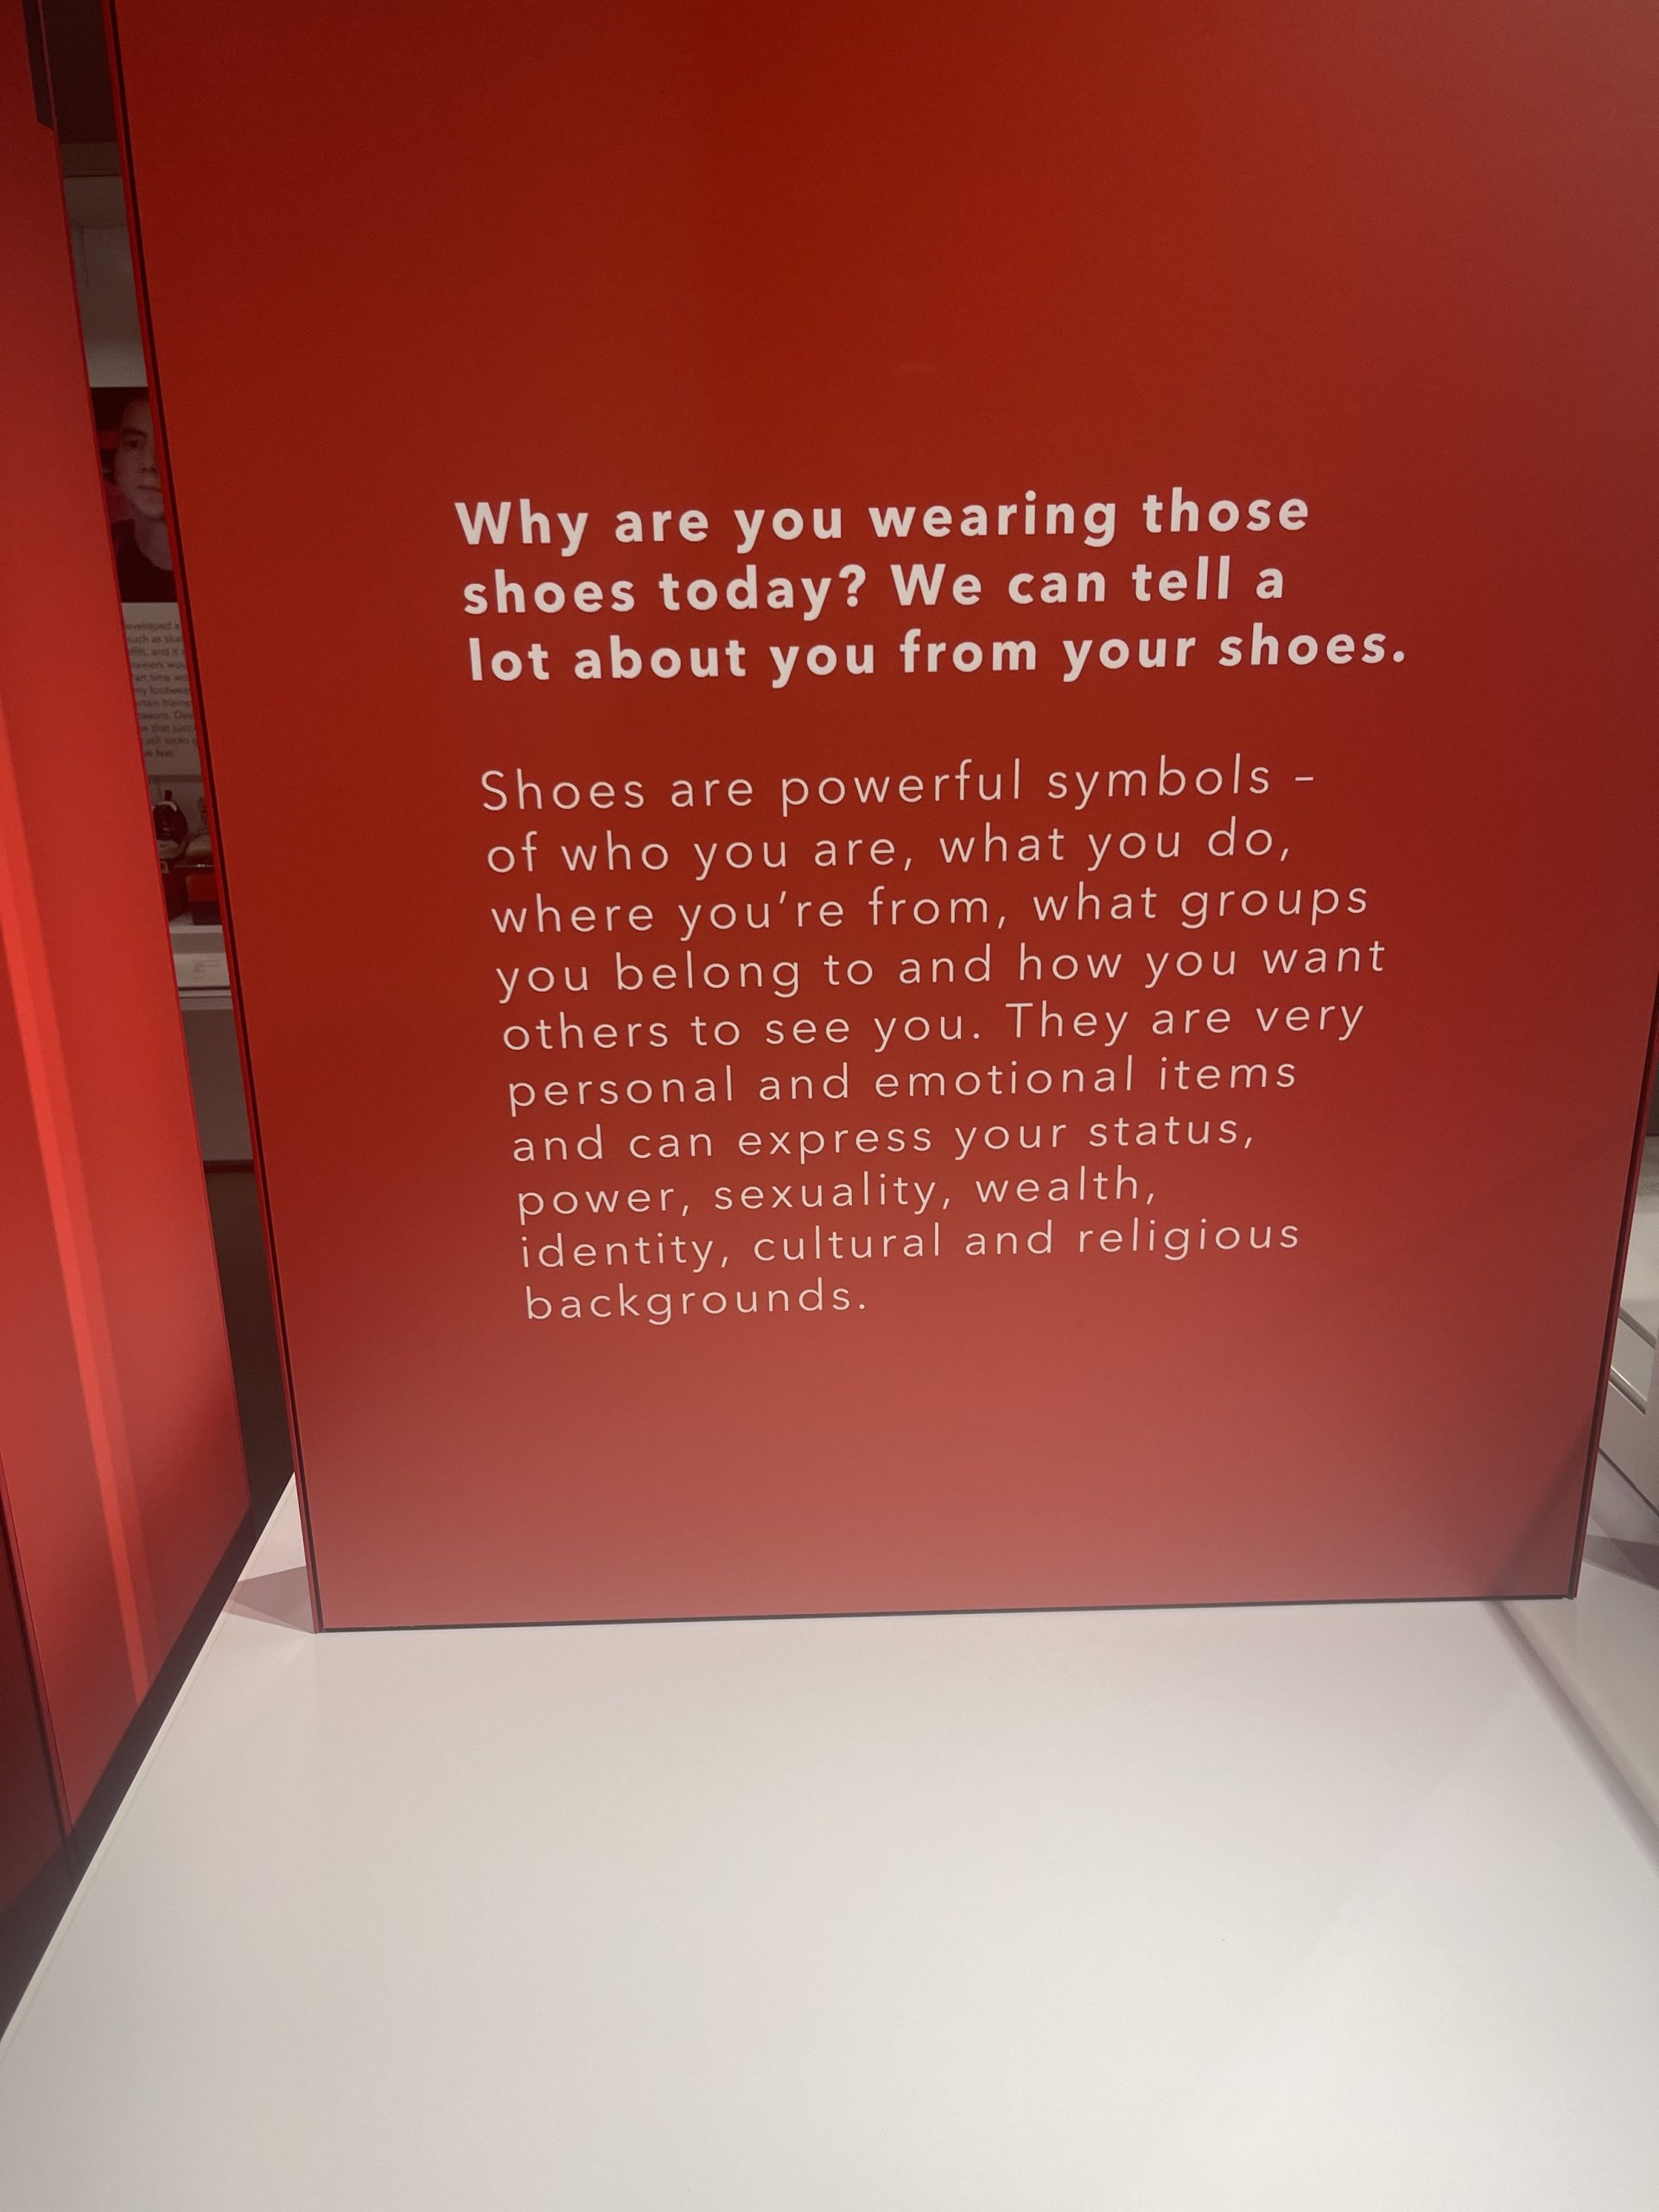 Why are you wearing those
shoes today? We can tell a
lot about you from your shoes.
Shoes are powerful symbols –
of who you are, what you do,
where you’re from, what groups
you belong to and how you want
others to see you. They are very
personal and emotional items
and can express your status,
power, sexuality, wealth,
identity, cultural and religious
backgrounds.